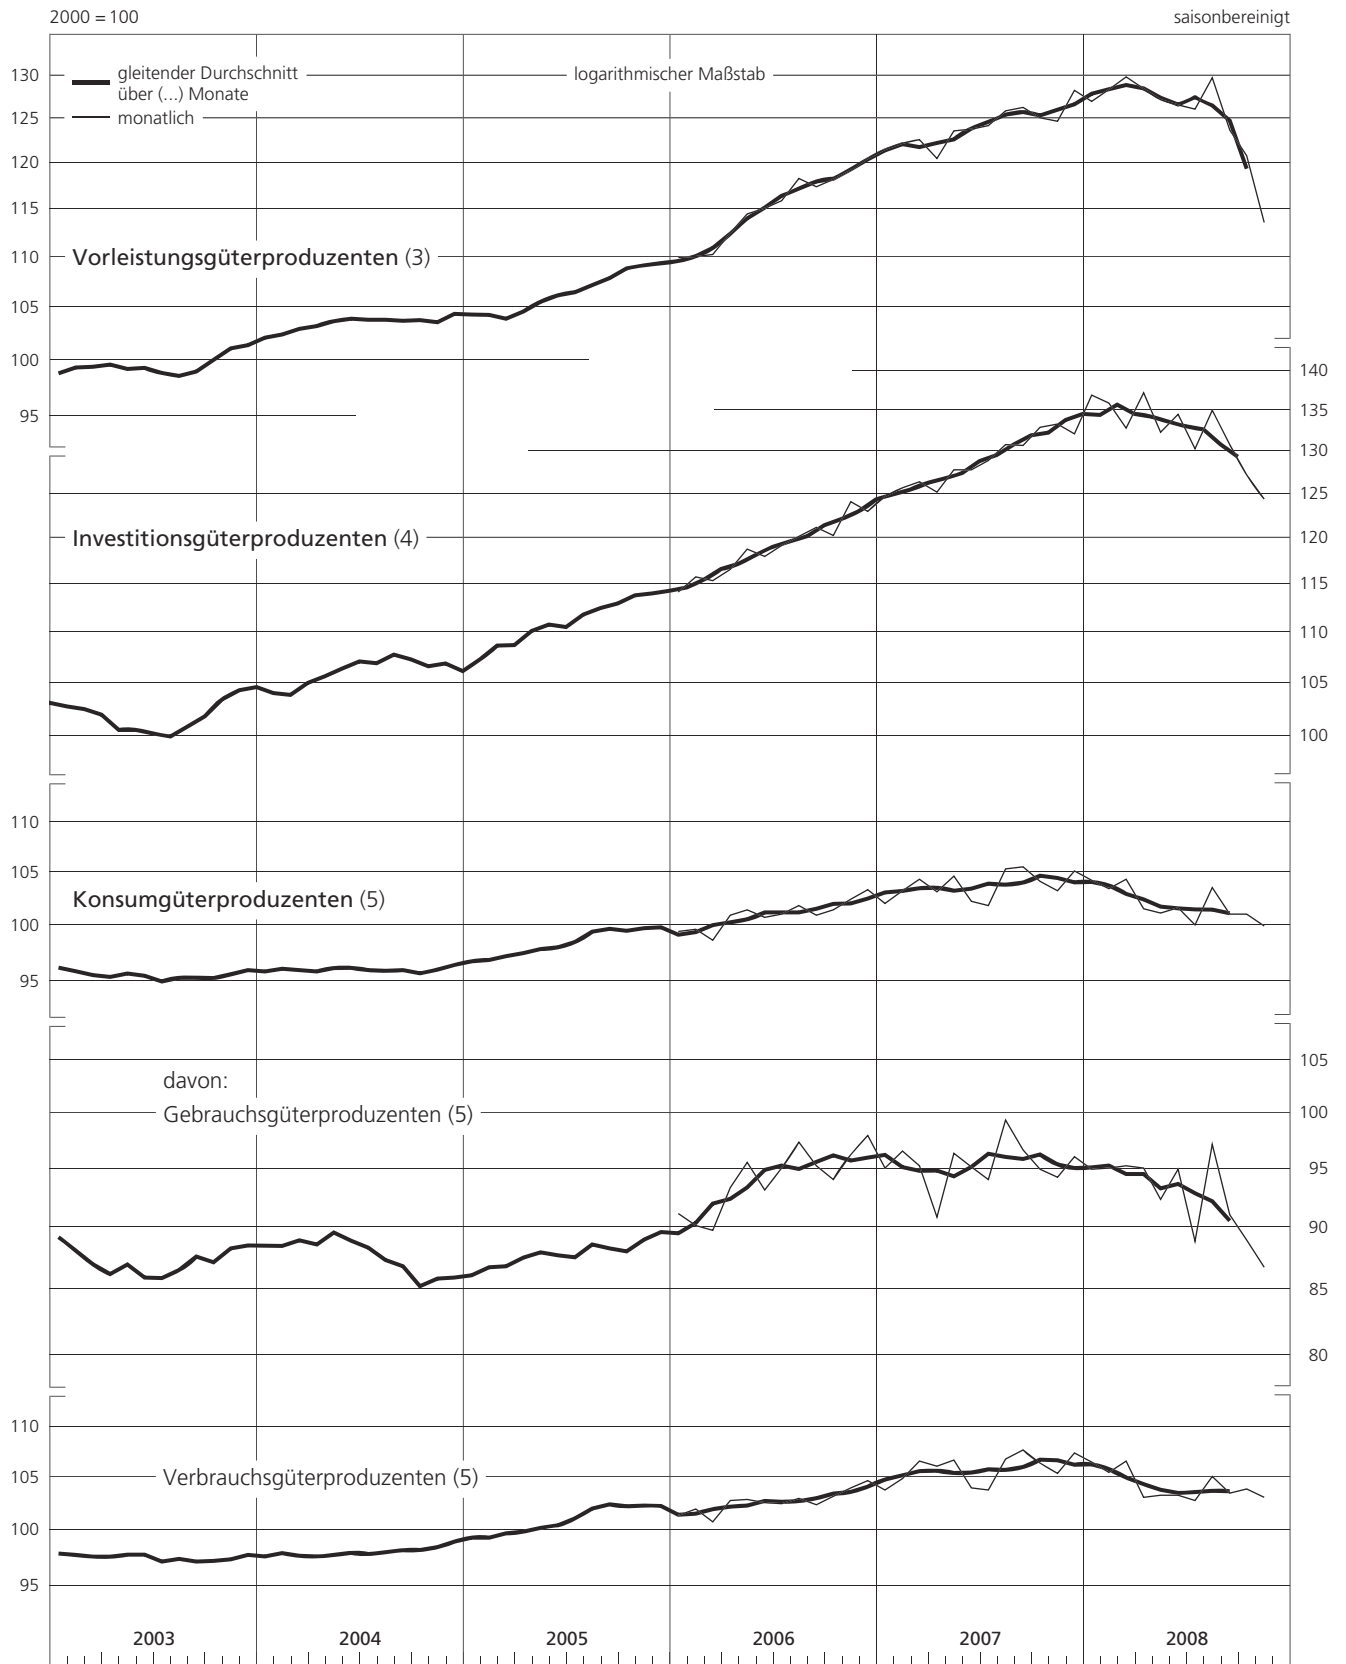 2000 = 100
saisonbereinigt
130
gleitender Durchschnitt
über (...) Monate
logarithmischer Maßstab
125
monatlich
120
115
110
Vorleistungsgüterproduzenten (3)
105
100
140
95
135
130
125
Investitionsgüterproduzenten (4)
120
115
110
105
100
110
105
Konsumgüterproduzenten (5)
100
95
105
davon:
Gebrauchsgüterproduzenten (5)
100
95
90
85
80
110
105
Verbrauchsgüterproduzenten (5)
100
95
2003 2004 2005 2006 2007 2008